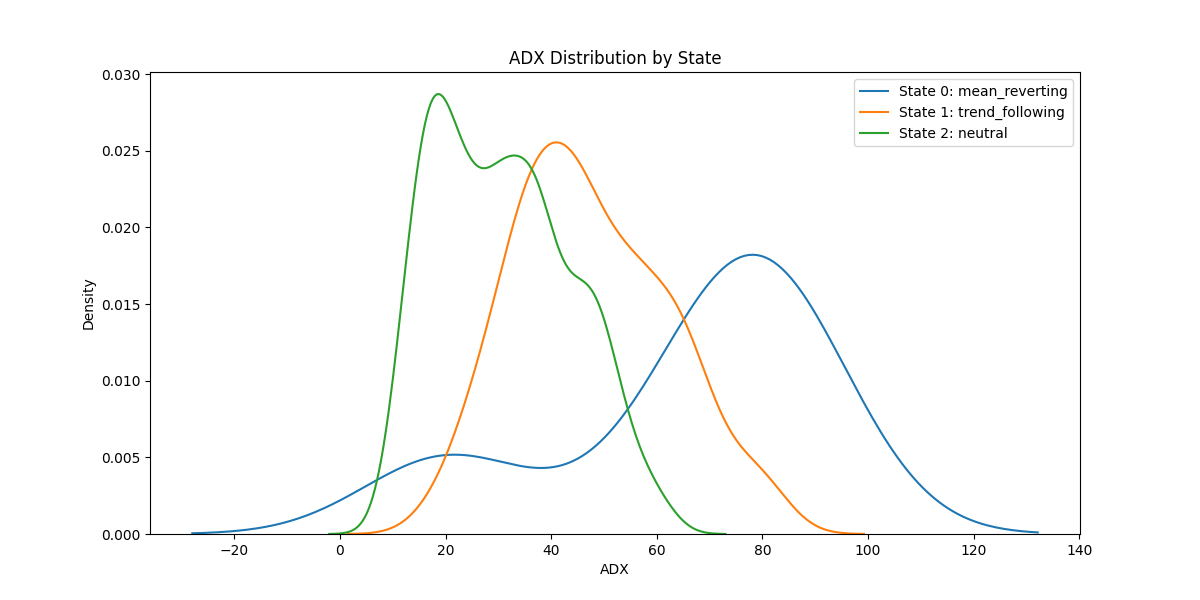 ADX Distribution by State
0.030
0.025
0.020
0.015
0.010
0.005
0.000
Density
State 0: mean_reverting
State 1: trend_following
State 2: neutral
−20
0
20
40
60
80
100
120
140
ADX